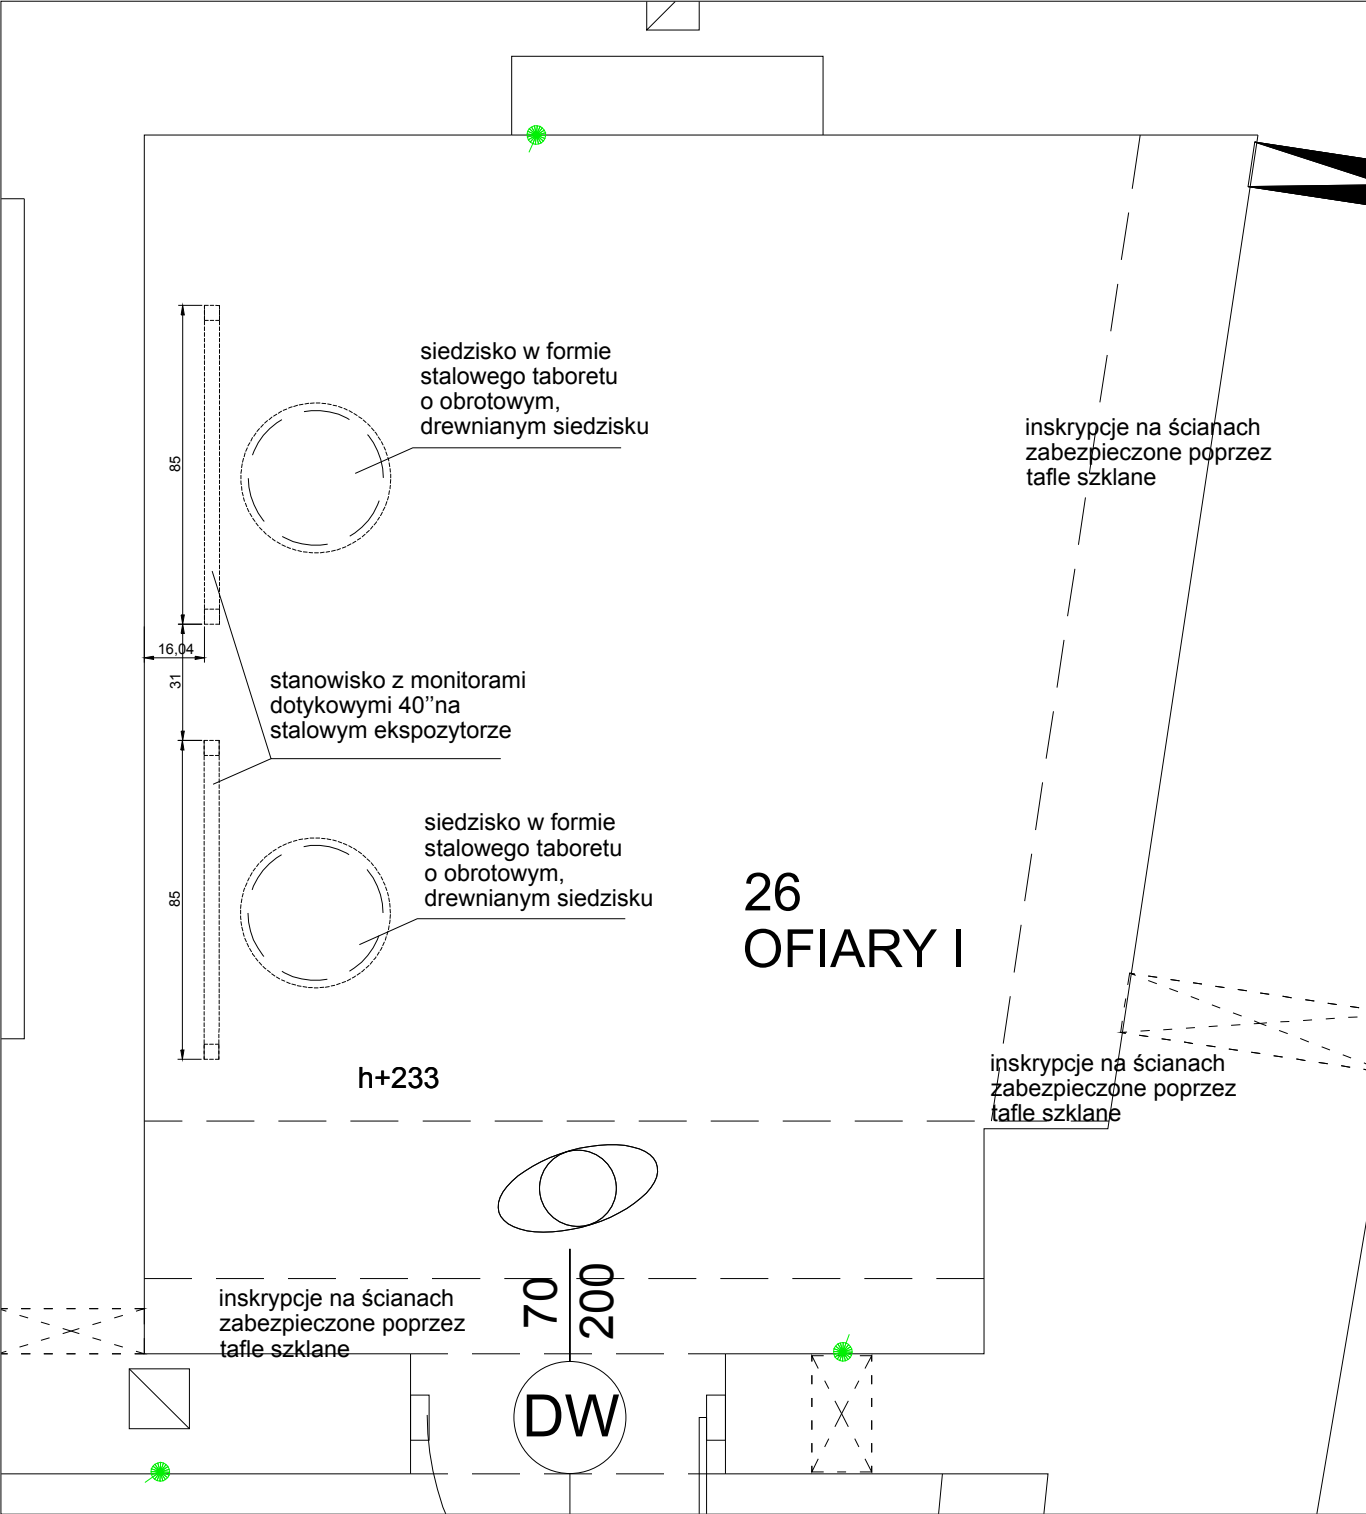 siedzisko w formie
stalowego taboretu
o obrotowym,
drewnianym siedzisku
inskrypcje na ścianach
zabezpieczone poprzez
tafle szklane
85
16,04
31
stanowisko z monitorami
dotykowymi 40”na
stalowym ekspozytorze
siedzisko w formie
stalowego taboretu
o obrotowym,
drewnianym siedzisku
85
26
OFIARY I
h+233
inskrypcje na ścianach
zabezpieczone poprzez
tafle szklane
inskrypcje na ścianach
zabezpieczone poprzez
tafle szklane
70
200
DW